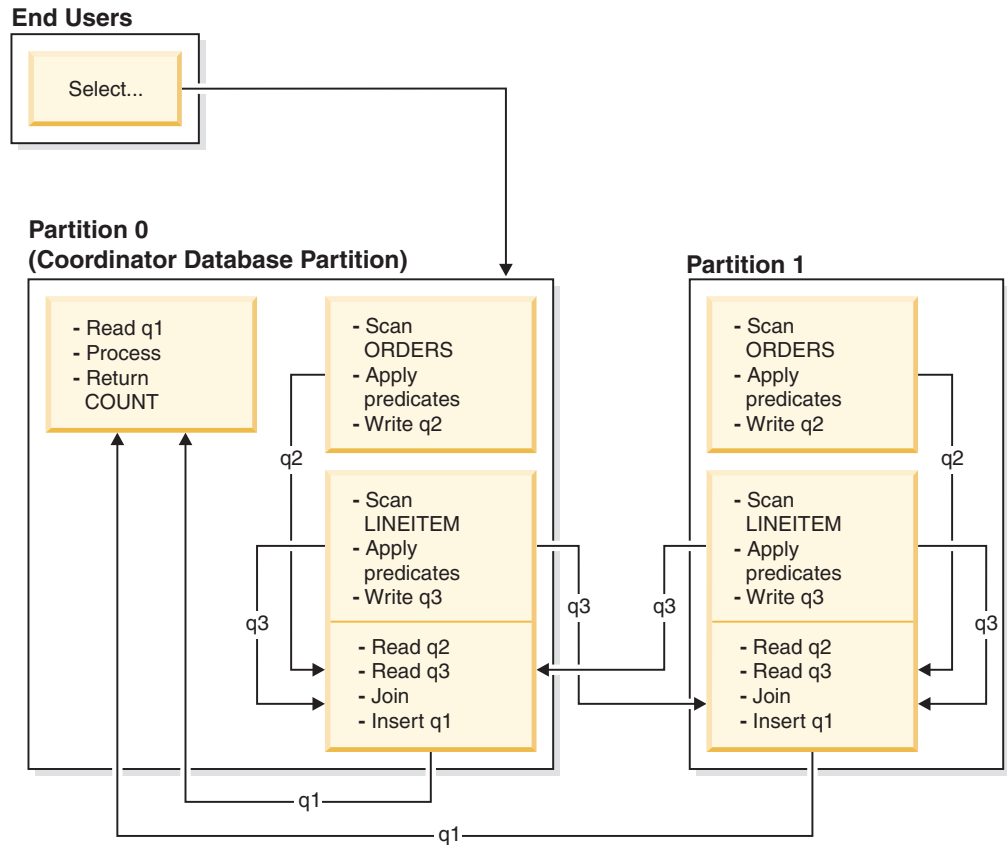 End Users
Select...
Partition 0
(Coordinator Database Partition)
- Read q1
- Process
- Return
COUNT
- Scan
ORDERS
- Apply
predicates
- Write q2
q2
- Scan
LINEITEM
- Apply
predicates
- Write q3
q3
q3
- Read q2
- Read q3
- Join
- Insert q1
Partition 1
- Scan
ORDERS
- Apply
predicates
- Write q2
q2
- Scan
LINEITEM
- Apply
predicates
- Write q3
q3
q3
- Read q2
- Read q3
- Join
- Insert q1
q1
q1